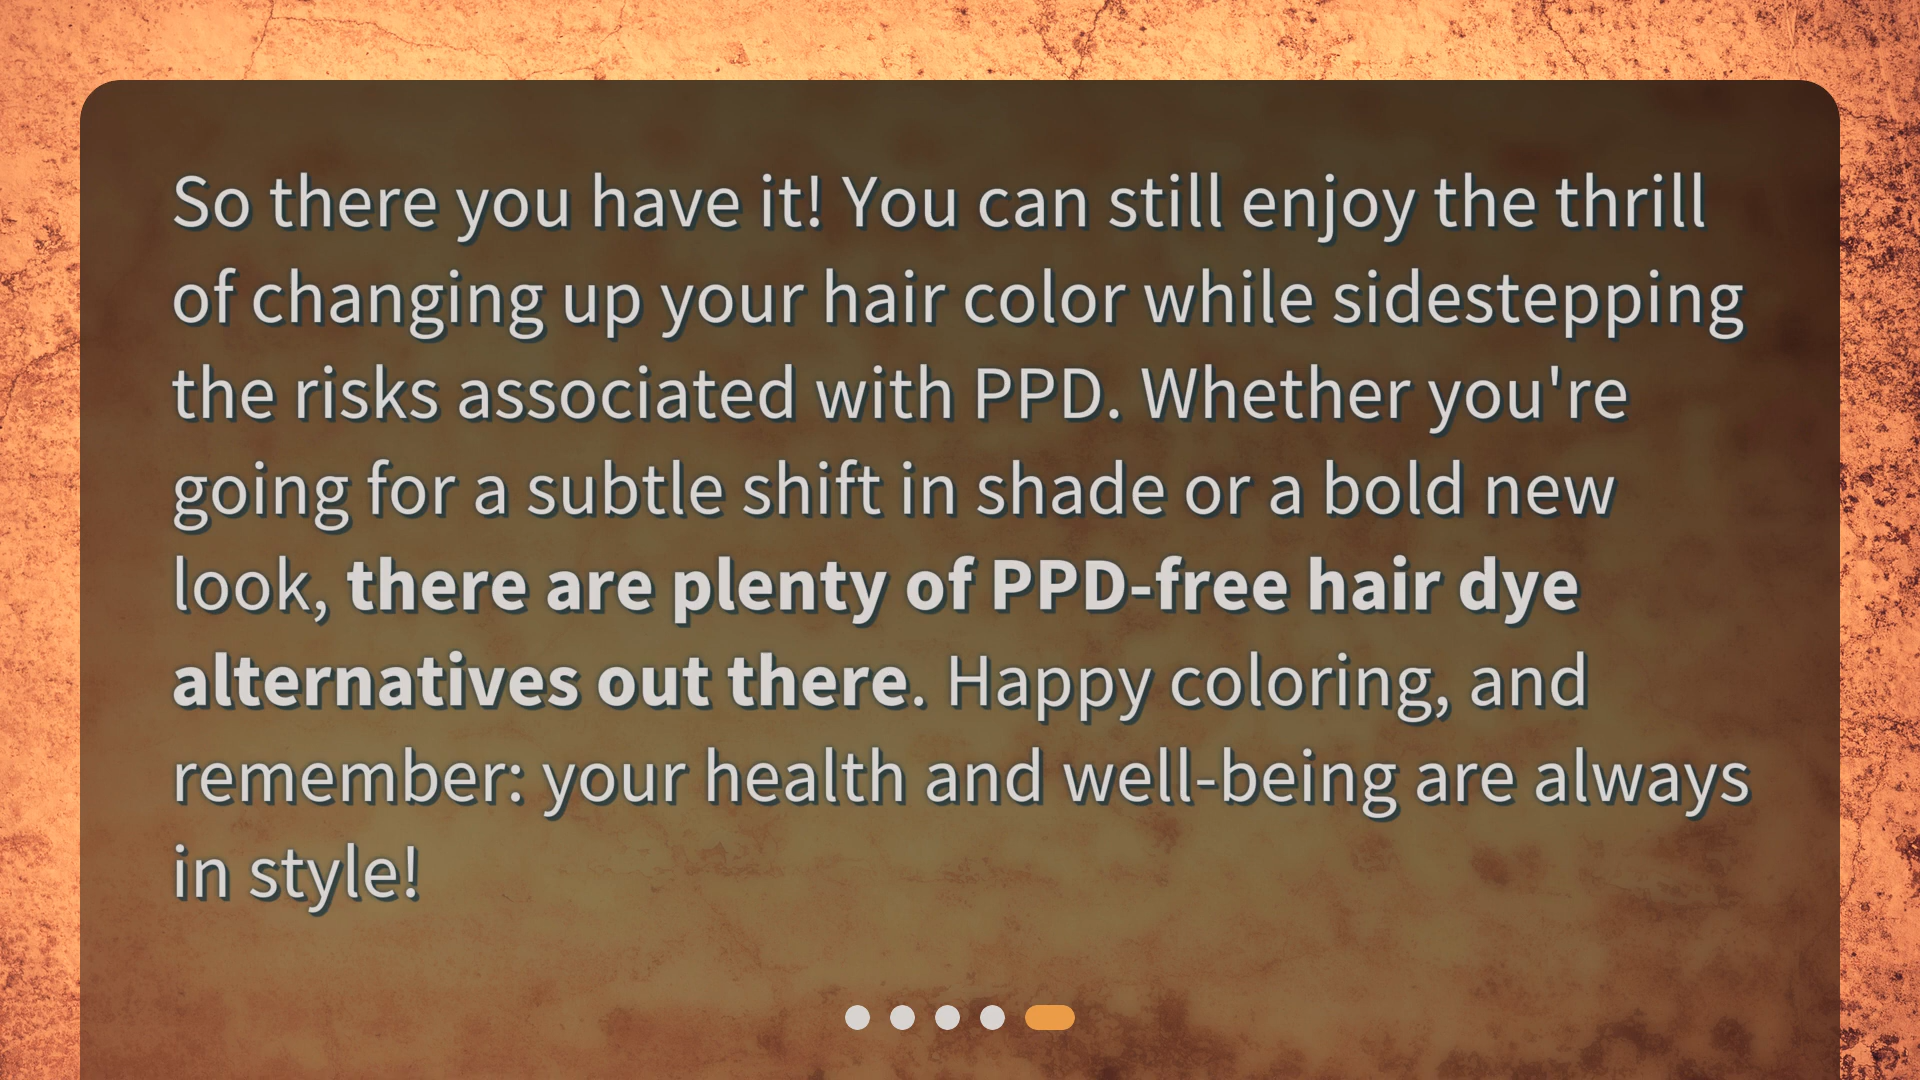 So there you have it! You can still enjoy the thrill
of changing up your hair color while sidestepping
the risks associated with PPD. Whether you're
going for a subtle shift in shade or a bold new
look, there are plenty of PPD-free hair dye
alternatives out there. Happy coloring, and
remember: your health and well-being are always
in style!